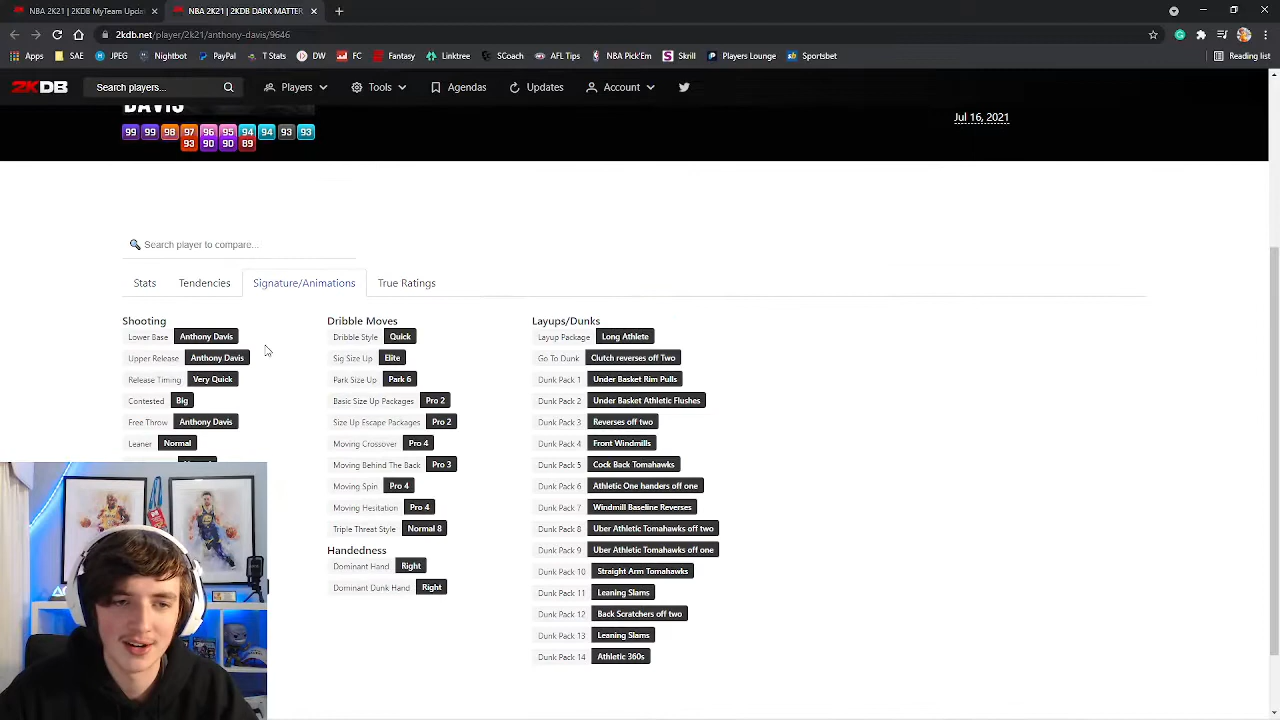 NBA 2K21 | 2KDB MyTeam Updat
NBA 2K21 | 2KDB DARK MATTER
2kdb.net/player/2k21/anthony-davis/9646
Apps SAE JPEG Nightbot PayPal T Stats DW FC Fantasy Linktree SCoach AFL Tips NBA Pick'Em Skrill Players Lounge Sportsbet Reading list
2KDB Search players... Players Tools Agendas Updates Account
DAVIS
Jul 16, 2021
99 99 98 97 96 95 94 94 93 93
93 90 90 89
Search player to compare...
Stats Tendencies Signature/Animations True Ratings
Shooting
Lower Base Anthony Davis
Upper Release Anthony Davis
Release Timing Very Quick
Contested Big
Free Throw Anthony Davis
Leaner Normal
Dribble Moves
Dribble Style Quick
Sig Size Up Elite
Park Size Up Park 6
Basic Size Up Packages Pro 2
Size Up Escape Packages Pro 2
Moving Crossover Pro 4
Moving Behind The Back Pro 3
Moving Spin Pro 4
Moving Hesitation Pro 4
Triple Threat Style Normal 8
Handedness
Dominant Hand Right
Dominant Dunk Hand Right
Layups/Dunks
Layup Package Long Athlete
Go To Dunk Clutch reverses off Two
Dunk Pack 1 Under Basket Rim Pulls
Dunk Pack 2 Under Basket Athletic Flushes
Dunk Pack 3 Reverses off two
Dunk Pack 4 Front Windmills
Dunk Pack 5 Cock Back Tomahawks
Dunk Pack 6 Athletic One handers off one
Dunk Pack 7 Windmill Baseline Reverses
Dunk Pack 8 Uber Athletic Tomahawks off two
Dunk Pack 9 Uber Athletic Tomahawks off one
Dunk Pack 10 Straight Arm Tomahawks
Dunk Pack 11 Leaning Slams
Dunk Pack 12 Back Scratchers off two
Dunk Pack 13 Leaning Slams
Dunk Pack 14 Athletic 360s